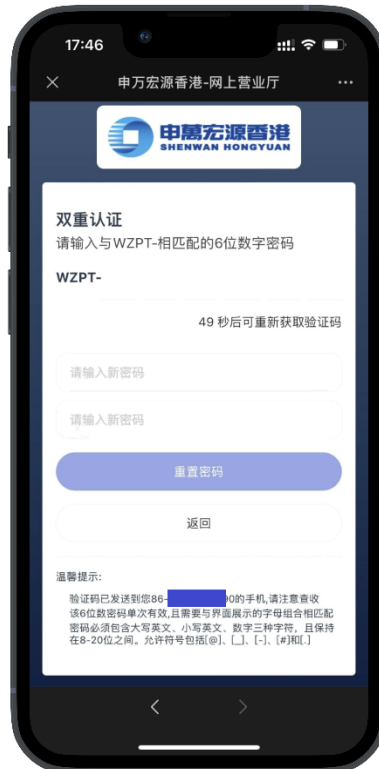 17:46
申万宏源香港-网上营业厅
申萬宏源香港
SHENWAN HONGYUAN
双重认证
请输入与WZPT-相匹配的6位数字密码
WZPT-
49 秒后可重新获取验证码
请输入新密码
请输入新密码
重置密码
返回
温馨提示:
验证码已发送到您86- 00的手机,请注意查收
该6位数密码单次有效,且需要与界面展示的字母组合相匹配
密码必须包含大写英文、小写英文、数字三种字符，且保持
在8-20位之间。允许符号包括[@]、[_]、[-]、[#]和[.]